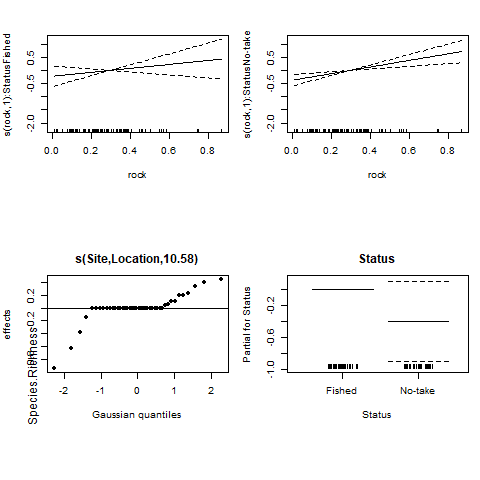 s(rock,1):StatusFished
0.5
-0.5
-2.0
0.0
0.2
0.4
0.6
0.8
rock
s(rock,1):StatusNo-take
0.5
-0.5
-2.0
0.0
0.2
0.4
0.6
0.8
rock
s(Site,Location,10.58)
effects
Species.Richness
0.2
-0.2
-2
-1
0
1
2
Gaussian quantiles
Status
Partial for Status
-0.2
-0.6
-1.0
Fished
No-take
Status